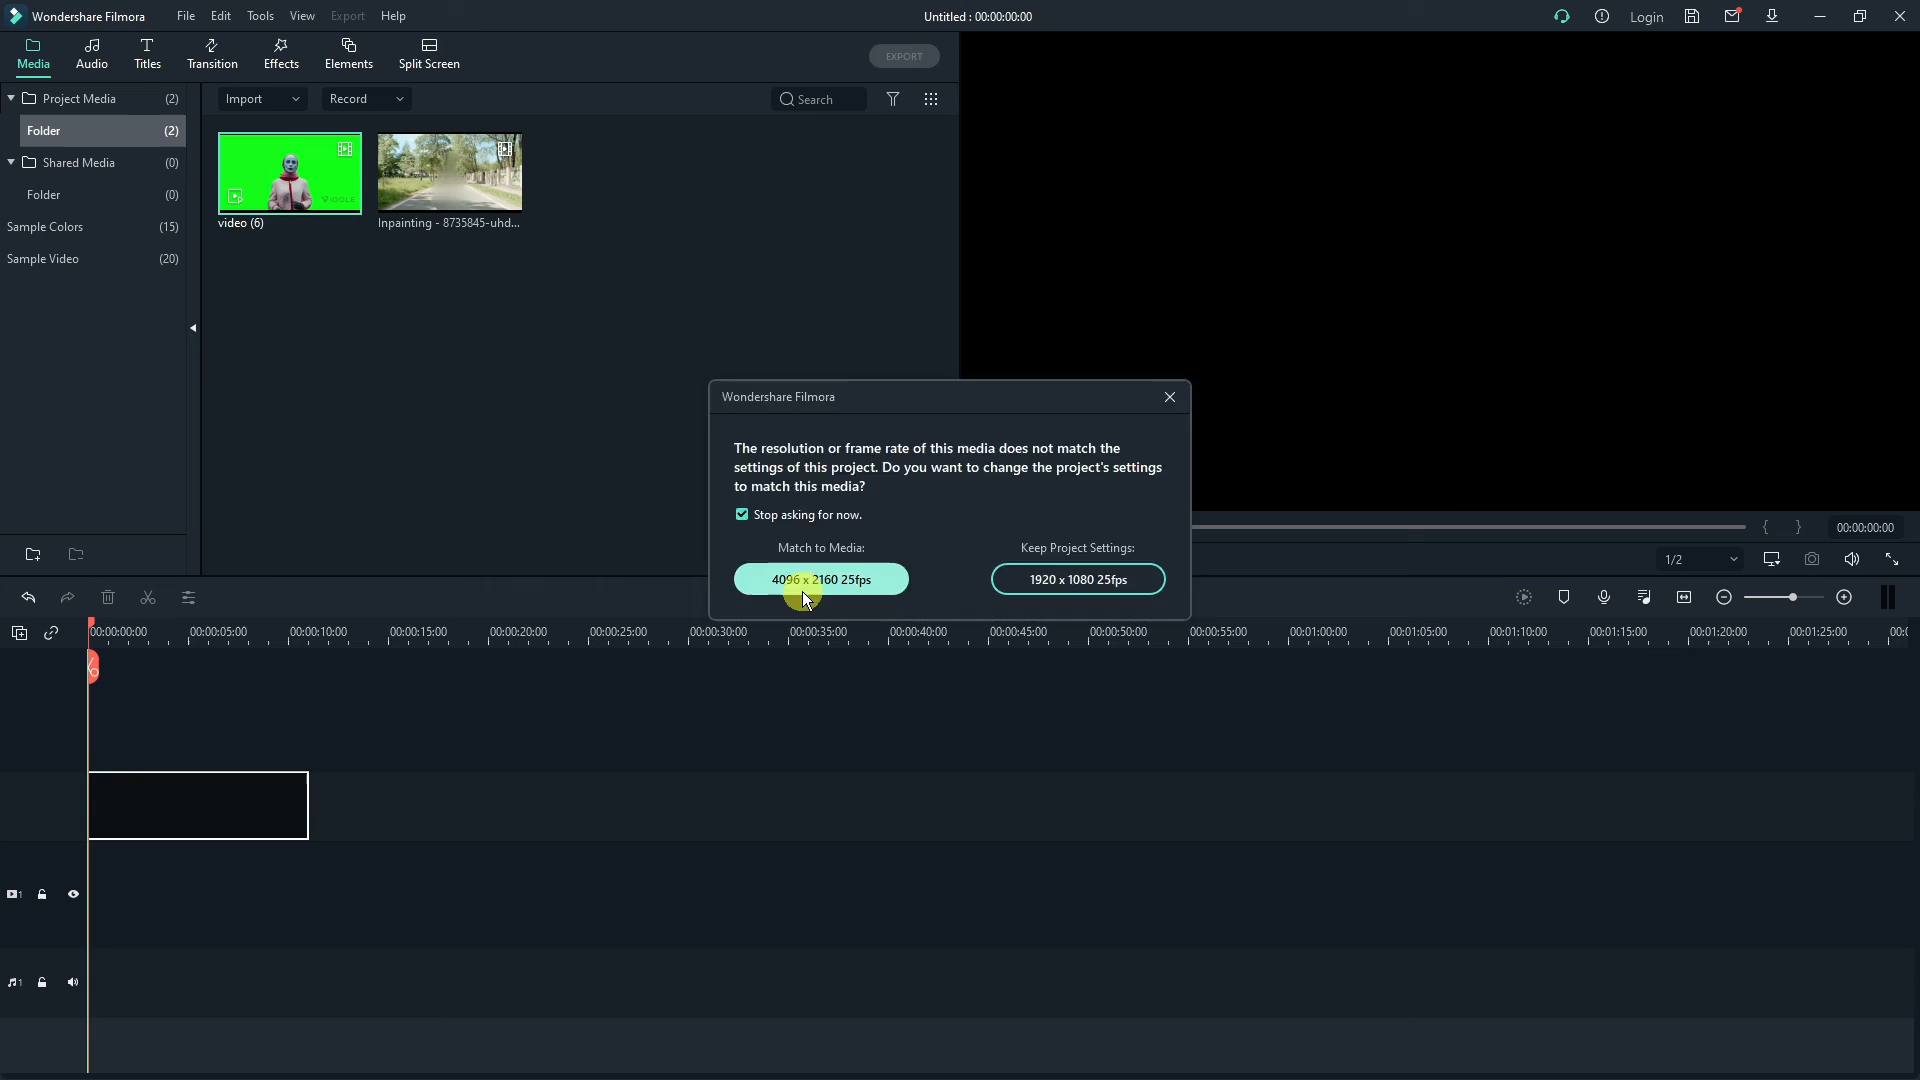 Wondershare Filmora File Edit Tools View Export Help Untitled : 00:00:00:00 Login
Media Audio Titles Transition Effects Elements Split Screen EXPORT
Project Media (2) Import Record Search
Folder (2)
Shared Media (0)
Folder (0)
Sample Colors (15)
Sample Video (20)
VIGGLE
video (6) Inpainting - 8735845-uhd...
Wondershare Filmora
The resolution or frame rate of this media does not match the
settings of this project. Do you want to change the project's settings
to match this media?
Stop asking for now.
Match to Media: Keep Project Settings:
4096 x 2160 25fps 1920 x 1080 25fps
{ } 00:00:00:00
1/2
00:00:00:00 00:00:05:00 00:00:10:00 00:00:15:00 00:00:20:00 00:00:25:00 00:00:30:00 00:00:35:00 00:00:40:00 00:00:45:00 00:00:50:00 00:00:55:00 00:01:00:00 00:01:05:00 00:01:10:00 00:01:15:00 00:01:20:00 00:01:25:00 00:0
1
1